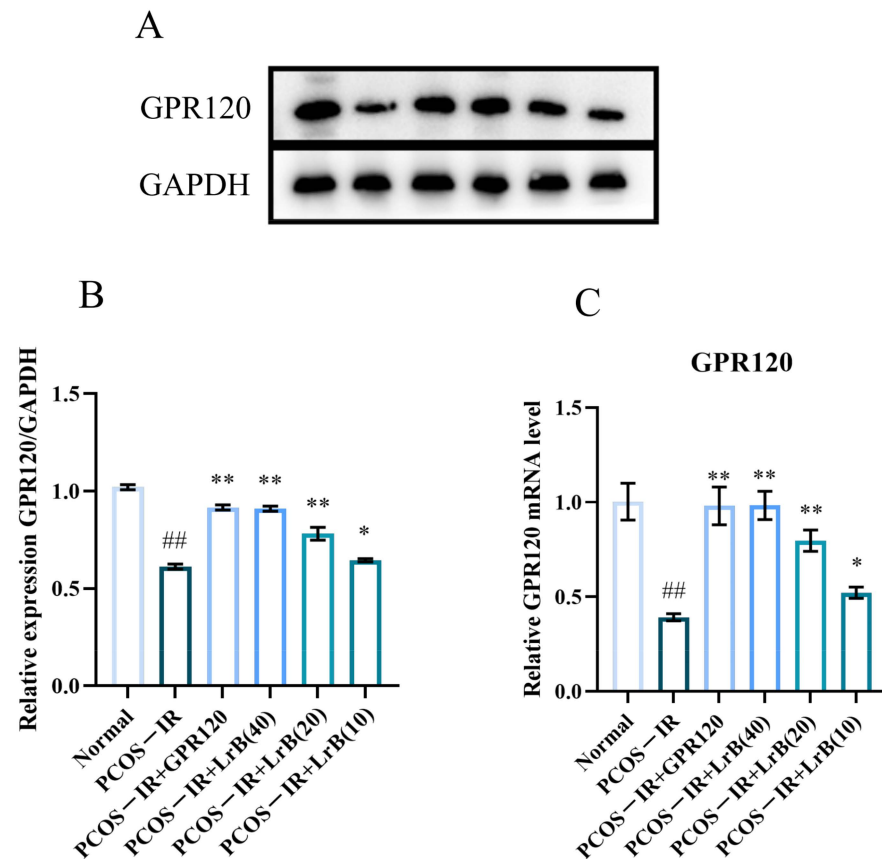 A
GPR120
GAPDH
B
Relative expression GPR120/GAPDH
1.5
1.0
0.5
0.0
##
**
**
**
*
Normal
PCOS－IR
PCOS－IR+GPR120
PCOS－IR+LrB(40)
PCOS－IR+LrB(20)
PCOS－IR+LrB(10)
C
GPR120
Relative GPR120 mRNA level
1.5
1.0
0.5
0.0
##
**
**
**
*
Normal
PCOS－IR
PCOS－IR+GPR120
PCOS－IR+LrB(40)
PCOS－IR+LrB(20)
PCOS－IR+LrB(10)